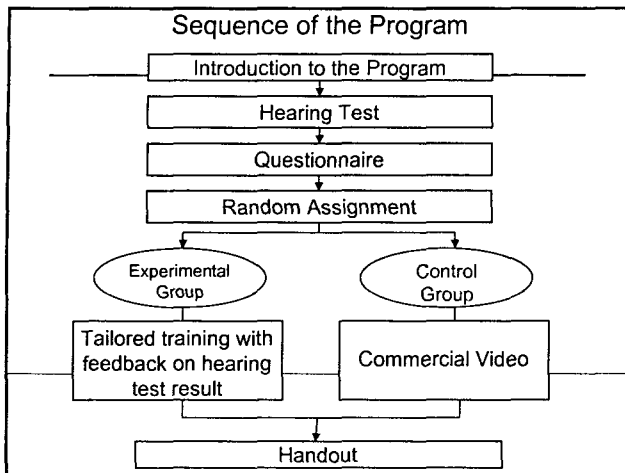 Sequence of the Program
Introduction to the Program
Hearing Test
Questionnaire
Random Assignment
Experimental
Group
Control
Group
Tailored training with
feedback on hearing
test result
Commercial Video
Handout